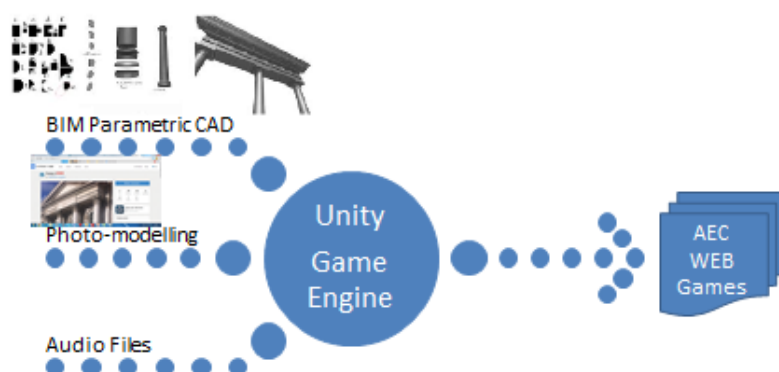 BIM Parametric CAD
Photo-modelling
Audio Files
Unity
Game
Engine
AEC
WEB
Games